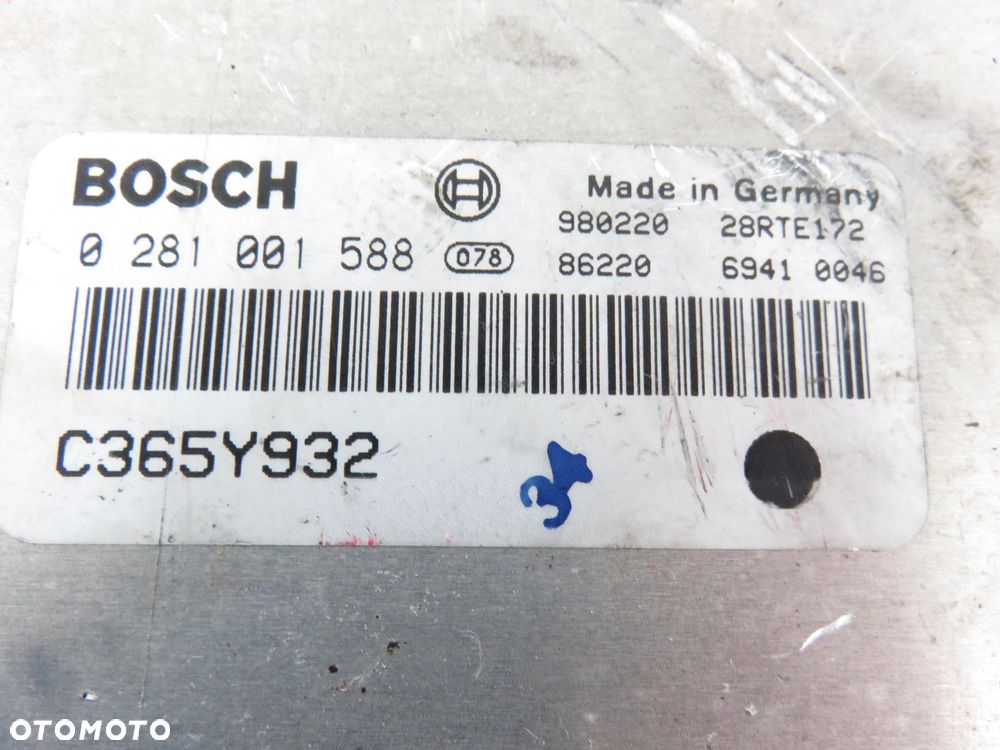 BOSCH
Made in Germany
980220 28RTE172
0 281 001 588 078
86220 6941 0046
C365Y932
OTOMOTO